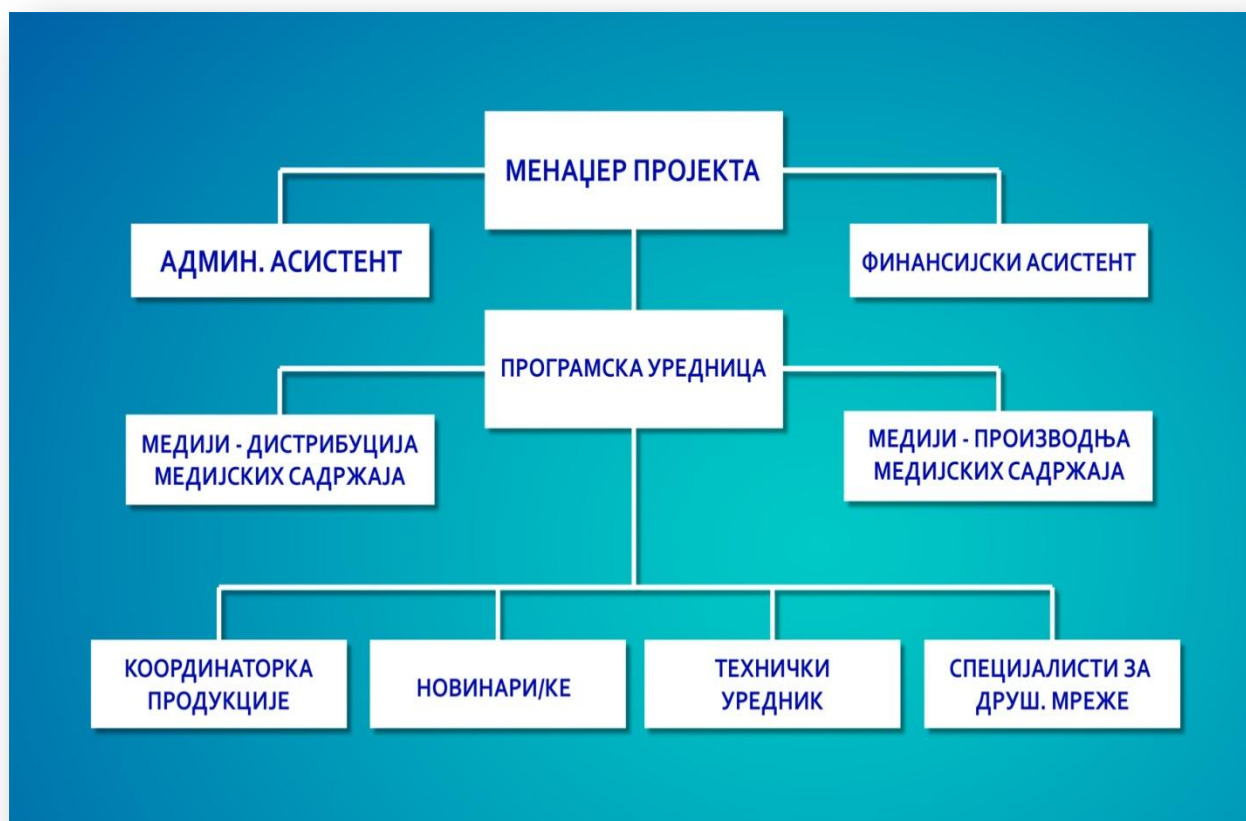 МЕНАЏЕР ПРОЈЕКТА
АДМИН. АСИСТЕНТ
ФИНАНСИЈСКИ АСИСТЕНТ
ПРОГРАМСКА УРЕДНИЦА
МЕДИЈИ - ДИСТРИБУЦИЈА
МЕДИЈСКИХ САДРЖАЈА
МЕДИЈИ - ПРОИЗВОДЊА
МЕДИЈСКИХ САДРЖАЈА
КООРДИНАТОРКА
ПРОДУКЦИЈЕ
НОВИНАРИ/КЕ
ТЕХНИЧКИ
УРЕДНИК
СПЕЦИЈАЛИСТИ ЗА
ДРУШ. МРЕЖЕ